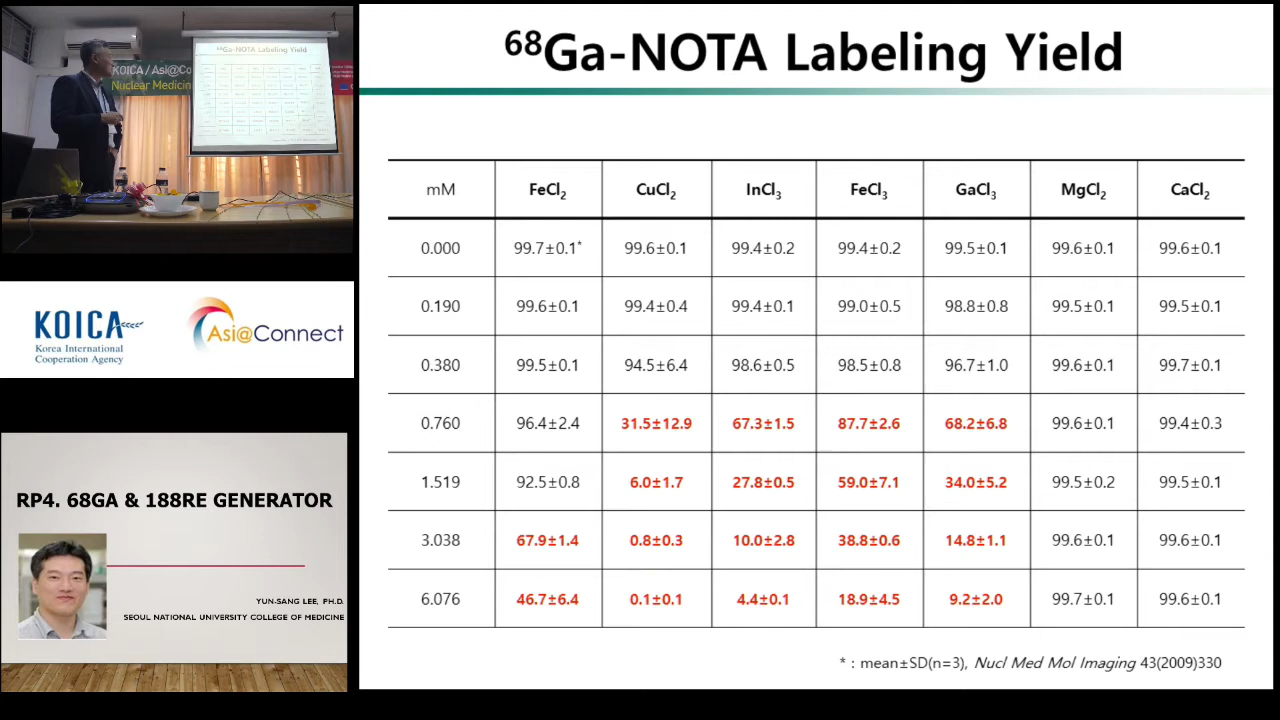 KOICA / Asi@Co
Nuclear Medicin
68Ga-NOTA Labeling Yield
KOICA
Korea International
Cooperation Agency
Asi@Connect
RP4. 68GA & 188RE GENERATOR
YUN-SANG LEE, PH.D.
SEOUL NATIONAL UNIVERSITY COLLEGE OF MEDICINE
⁶⁸Ga-NOTA Labeling Yield
mM FeCl₂ CuCl₂ InCl₃ FeCl₃ GaCl₃ MgCl₂ CaCl₂
0.000 99.7±0.1* 99.6±0.1 99.4±0.2 99.4±0.2 99.5±0.1 99.6±0.1 99.6±0.1
0.190 99.6±0.1 99.4±0.4 99.4±0.1 99.0±0.5 98.8±0.8 99.5±0.1 99.5±0.1
0.380 99.5±0.1 94.5±6.4 98.6±0.5 98.5±0.8 96.7±1.0 99.6±0.1 99.7±0.1
0.760 96.4±2.4 31.5±12.9 67.3±1.5 87.7±2.6 68.2±6.8 99.6±0.1 99.4±0.3
1.519 92.5±0.8 6.0±1.7 27.8±0.5 59.0±7.1 34.0±5.2 99.5±0.2 99.5±0.1
3.038 67.9±1.4 0.8±0.3 10.0±2.8 38.8±0.6 14.8±1.1 99.6±0.1 99.6±0.1
6.076 46.7±6.4 0.1±0.1 4.4±0.1 18.9±4.5 9.2±2.0 99.7±0.1 99.6±0.1
* : mean±SD(n=3), Nucl Med Mol Imaging 43(2009)330